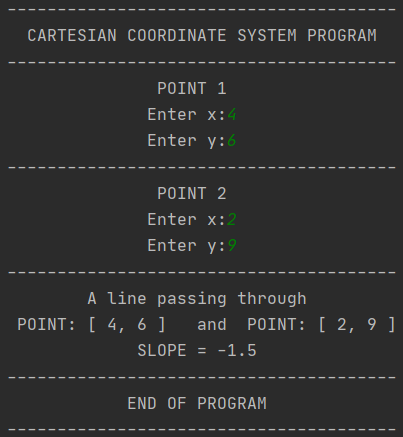 ---------------------------------------
CARTESIAN COORDINATE SYSTEM PROGRAM
---------------------------------------
POINT 1
Enter x:4
Enter y:6
---------------------------------------
POINT 2
Enter x:2
Enter y:9
---------------------------------------
A line passing through
POINT: [ 4, 6 ]   and  POINT: [ 2, 9 ]
SLOPE = -1.5
---------------------------------------
END OF PROGRAM
---------------------------------------